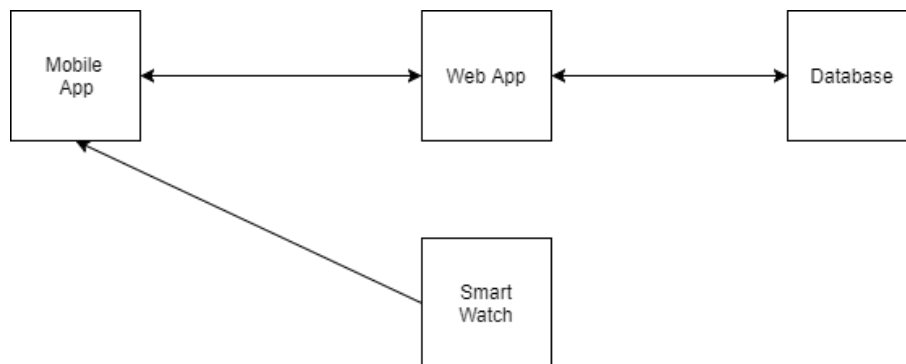 Mobile
App
Web App
Database
Smart
Watch